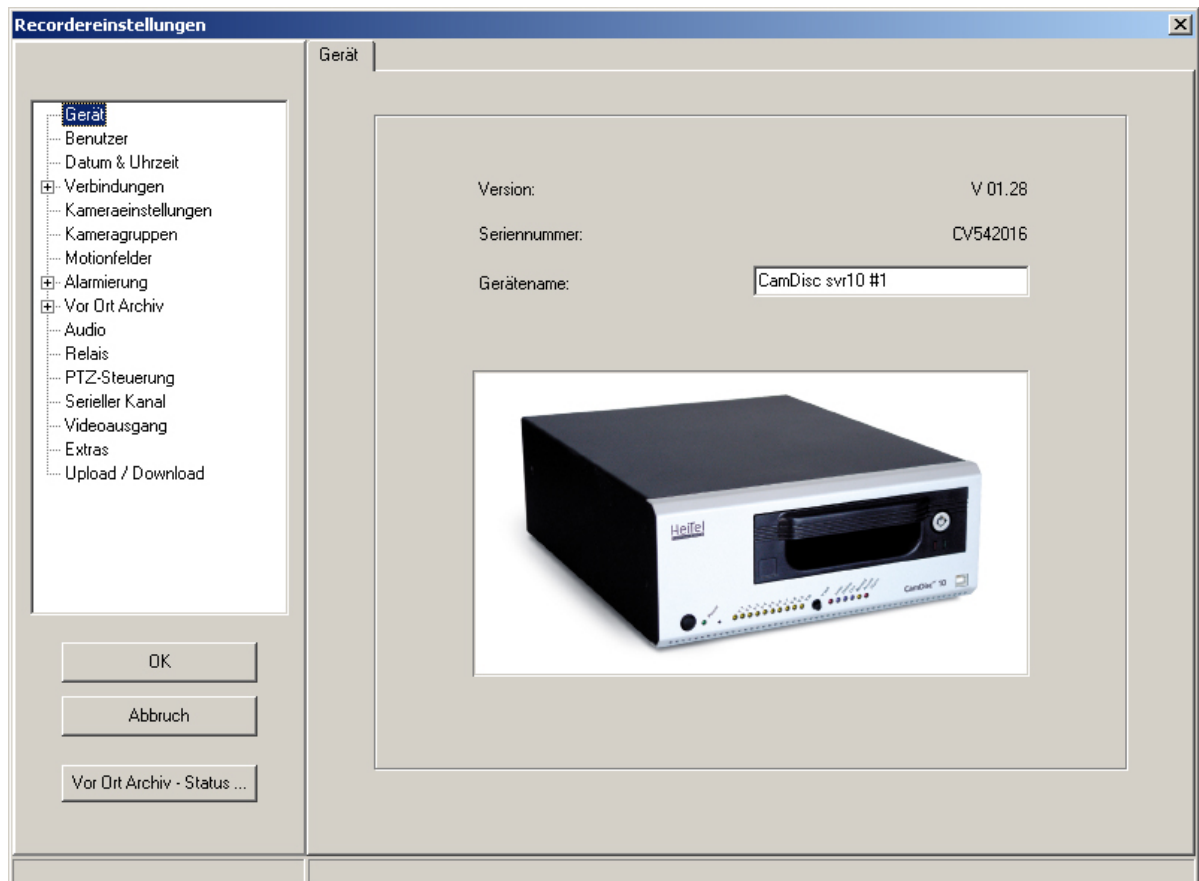 Recordereinstellungen
Gerät
Gerät
Benutzer
Datum & Uhrzeit
Verbindungen
Kameraeinstellungen
Kameragruppen
Motionfelder
Alarmierung
Vor Ort Archiv
Audio
Relais
PTZ-Steuerung
Serieller Kanal
Videoausgang
Extras
Upload / Download
OK
Abbruch
Vor Ort Archiv - Status ...
Version: V 01.28
Seriennummer: CV542016
Gerätename: CamDisc svr10 #1
HeiTel
CamDisc™ 10